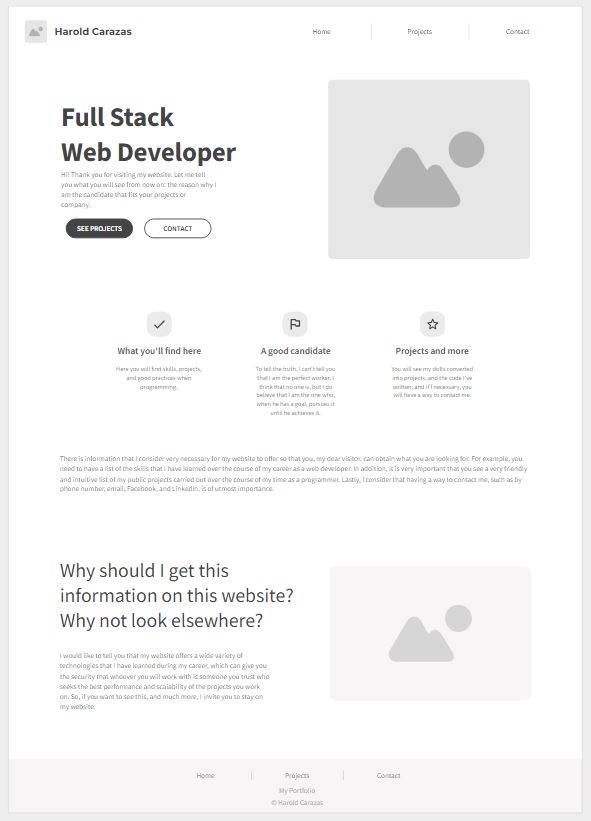 Harold Carazas
Home
Projects
Contact
Full Stack
Web Developer
Hi! Thank you for visiting my website. Let me tell
you what you will see from now on: the reason why I
am the candidate that fits your projects or
company.
SEE PROJECTS
CONTACT
What you'll find here
Here you will find skills, projects,
and good practices when
programming.
A good candidate
To tell the truth, I can't tell you
that I am the perfect worker. I
think that no one is, but I do
believe that I am the one who,
when he has a goal, pursues it
until he achieves it.
Projects and more
You will see my skills converted
into projects, and the code I've
written; and if necessary, you
will have a way to contact me.
There is information that I consider very necessary for my website to offer so that you, my dear visitor, can obtain what you are looking for. For example, you
need to have a list of the skills that I have learned over the course of my career as a web developer. In addition, it is very important that you see a very friendly
and intuitive list of my public projects carried out over the course of my time as a programmer. Lastly, I consider that having a way to contact me, such as by
phone number, email, Facebook, and LinkedIn, is of utmost importance.
Why should I get this
information on this website?
Why not look elsewhere?
I would like to tell you that my website offers a wide variety of
technologies that I have learned during my career, which can give you
the security that whoever you will work with is someone you trust who
seeks the best performance and scalability of the projects you work
on. So, if you want to see this, and much more, I invite you to stay on
my website.
Home
Projects
Contact
My Portfolio
© Harold Carazas